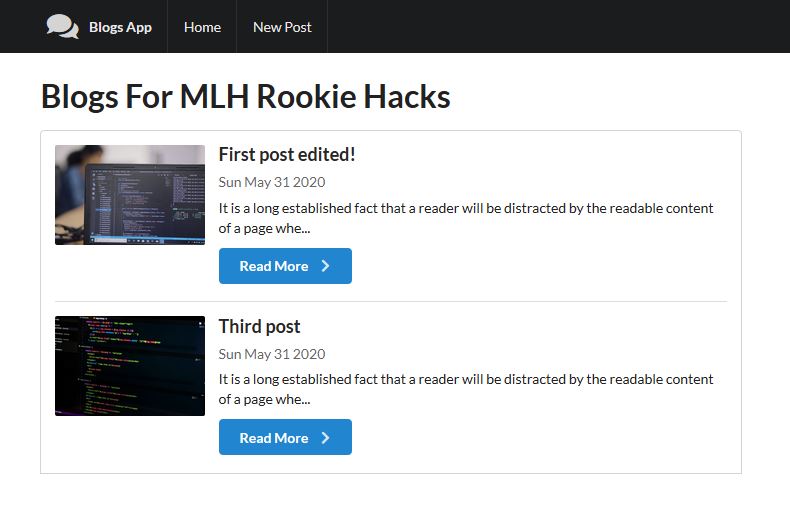 Blogs App
Home
New Post
Blogs For MLH Rookie Hacks
First post edited!
Sun May 31 2020
It is a long established fact that a reader will be distracted by the readable content
of a page whe...
Read More
Third post
Sun May 31 2020
It is a long established fact that a reader will be distracted by the readable content
of a page whe...
Read More